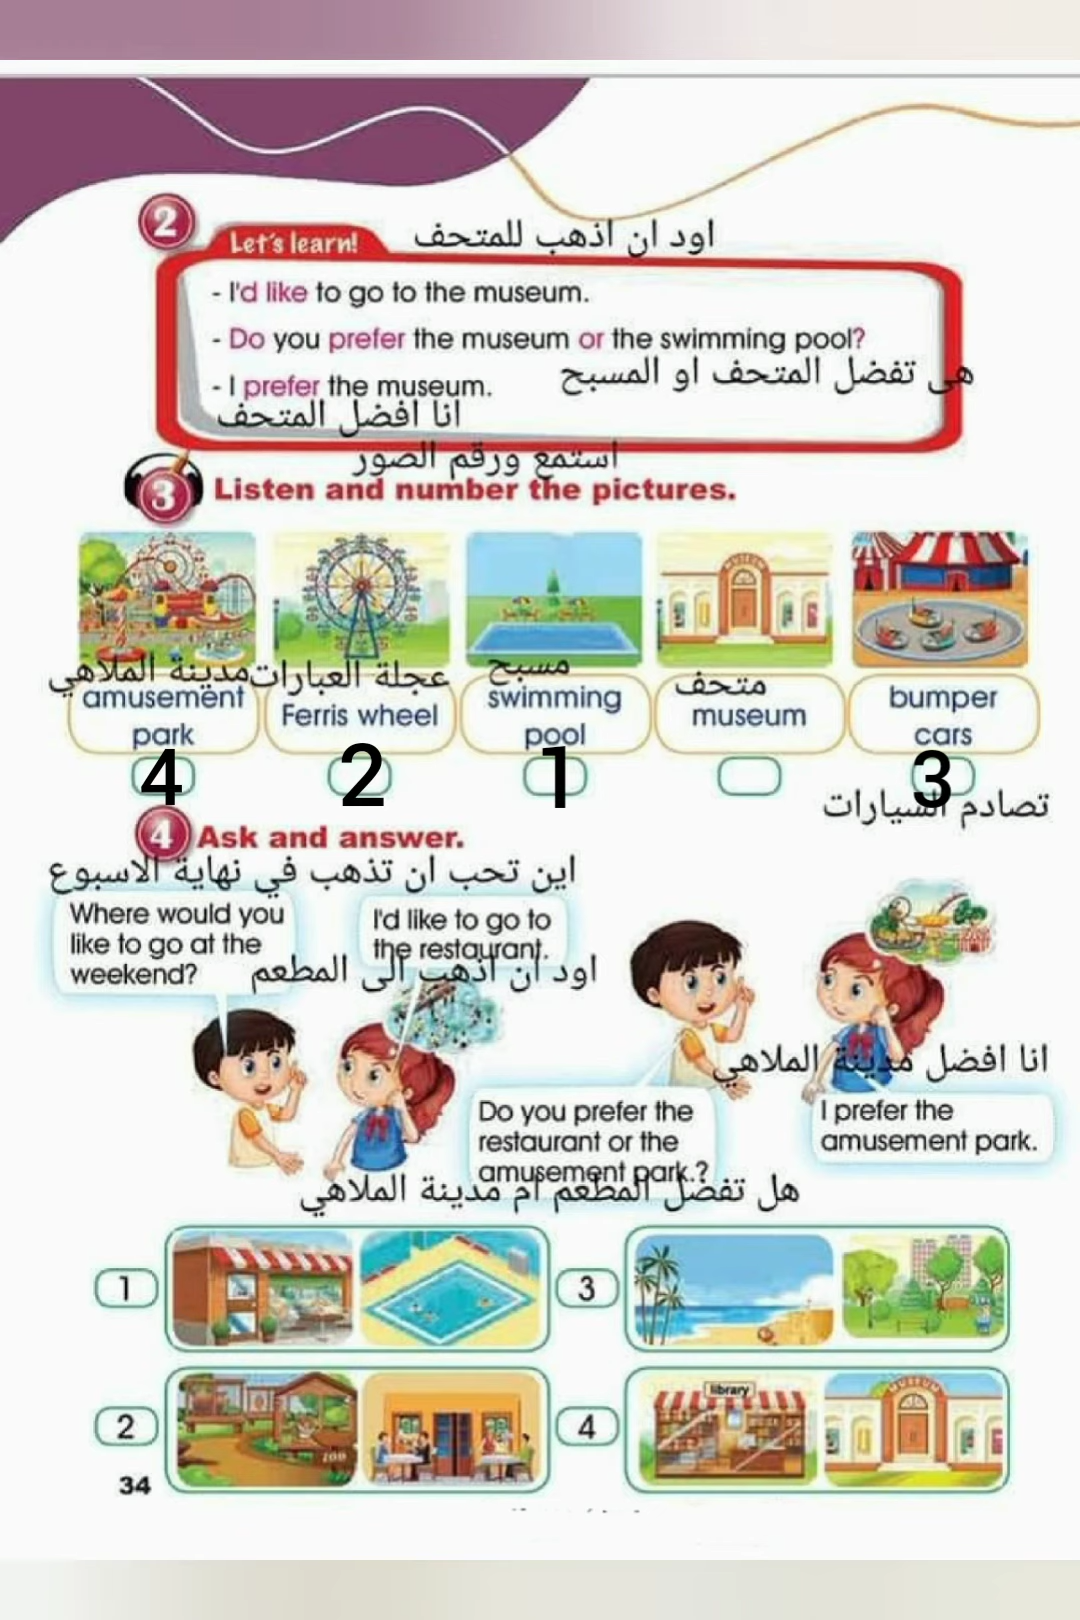 2
Let's learn!
اود ان اذهب للمتحف
- I'd like to go to the museum.
- Do you prefer the museum or the swimming pool?
هى تفضل المتحف او المسبح
- I prefer the museum.
انا افضل المتحف
استمع ورقم الصور
3 Listen and number the pictures.
MUSEUM
مدينة الملاهي
عجلة العبارات
مسبح
متحف
amusement park
Ferris wheel
swimming pool
museum
bumper cars
4
2
1
3
تصادم السيارات
4 Ask and answer.
اين تحب ان تذهب في نهاية الاسبوع
Where would you
like to go at the
weekend?
I'd like to go to
the restaurant.
اود ان اذهب الى المطعم
انا افضل مدينة الملاهي
Do you prefer the
restaurant or the
amusement park.?
I prefer the
amusement park.
هل تفضل المطعم ام مدينة الملاهي
1
3
2
zoo
4
library
MUSEUM
34